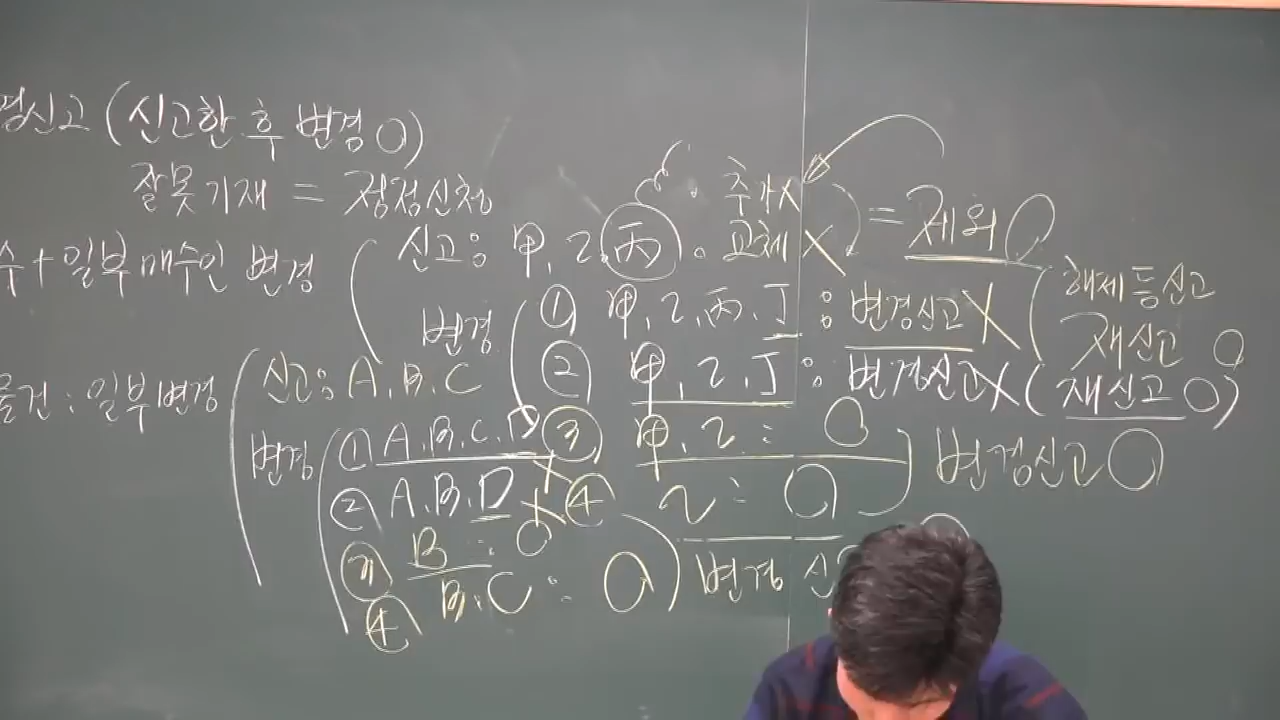 경신고 (신고한 후 변경 O)
잘못기재 = 정정신청
수+일부매수인 변경
신고: 甲, 乙, 丙
. 추가X
. 교체 X
= 제외 O
변경
① 甲, 乙, 丙, 丁 : 변경신고 X (해제등신고
재신고 O
② 甲, 乙, 丁 : 변경신고 X (재신고 O)
③ 甲, 乙 : O
④ 乙 : O
변경신고 O
물건 : 일부변경
신고: A, B, C
변경
① A, B, C, D X
② A, B, D X
③ B : O
④ B, C : O
변경 신